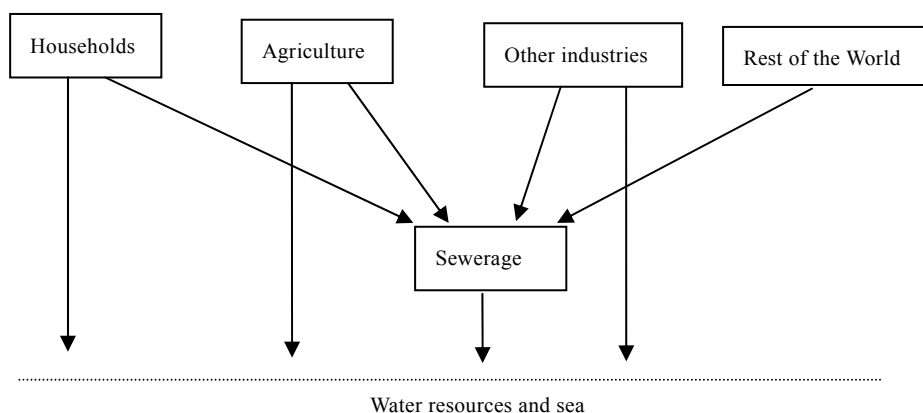 Households
Agriculture
Other industries
Rest of the World
Sewerage
Water resources and sea